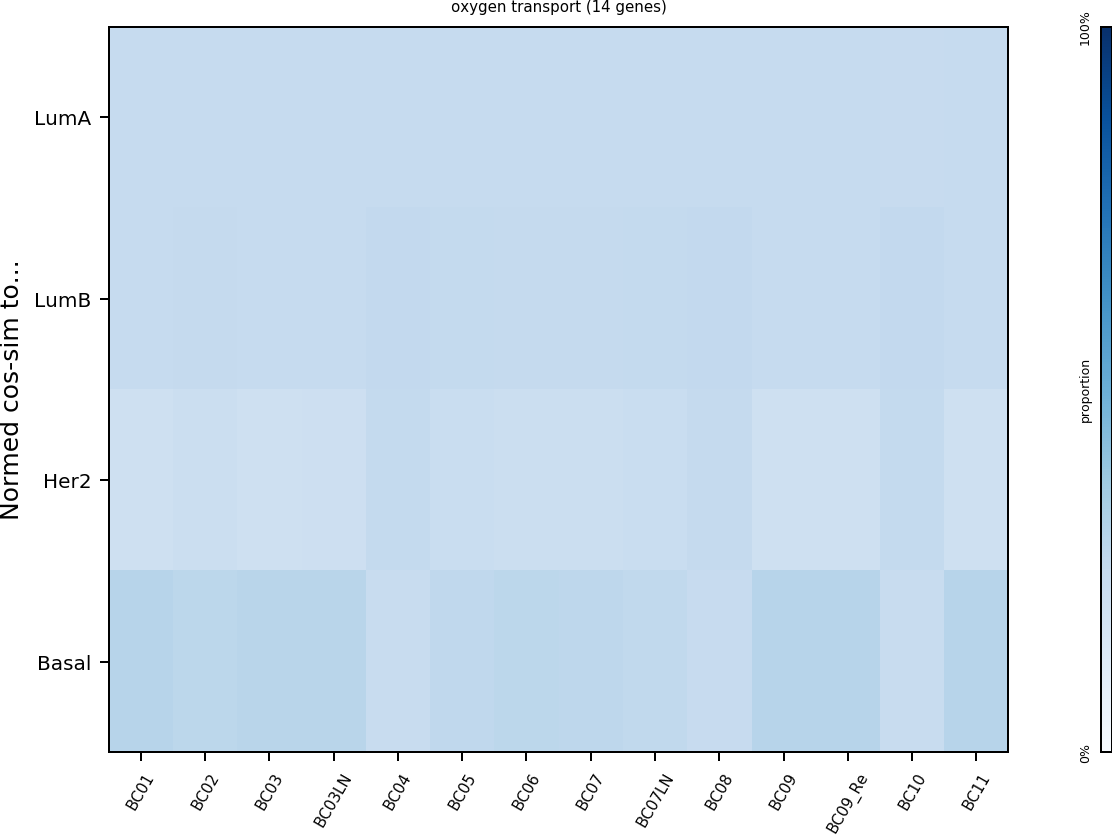 oxygen transport (14 genes)
100%
LumA
LumB
Normed cos-sim to...
proportion
Her2
Basal
0%
BC01
BC02
BC03
BC03LN
BC04
BC05
BC06
BC07
BC07LN
BC08
BC09
BC09_Re
BC10
BC11